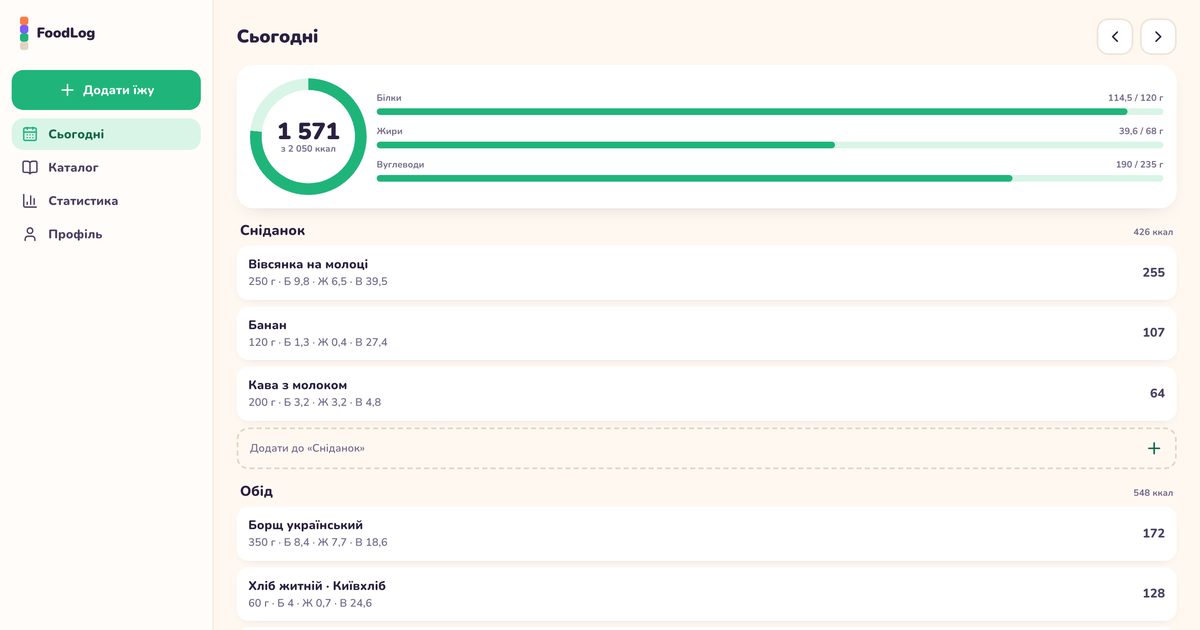 FoodLog
Додати їжу
Сьогодні
Каталог
Статистика
Профіль
Сьогодні
1 571
з 2 050 ккал
Білки 114,5 / 120 г
Жири 39,6 / 68 г
Вуглеводи 190 / 235 г
Сніданок 426 ккал
Вівсянка на молоці
250 г · Б 9,8 · Ж 6,5 · В 39,5
255
Банан
120 г · Б 1,3 · Ж 0,4 · В 27,4
107
Кава з молоком
200 г · Б 3,2 · Ж 3,2 · В 4,8
64
Додати до «Сніданок»
Обід 548 ккал
Борщ український
350 г · Б 8,4 · Ж 7,7 · В 18,6
172
Хліб житній · Київхліб
60 г · Б 4 · Ж 0,7 · В 24,6
128